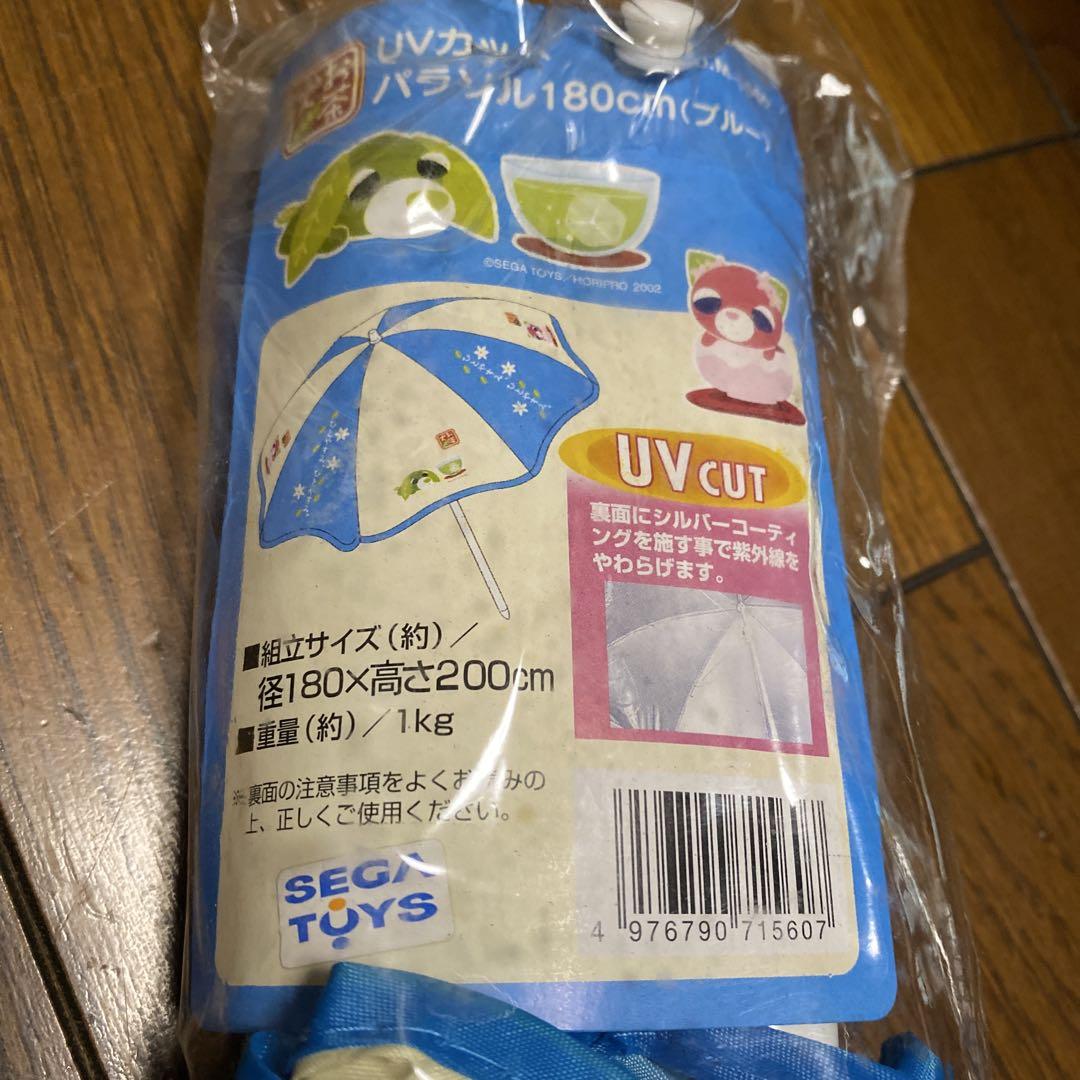 お茶
UVカット
パラソル180cm(ブルー)
©SEGA TOYS／HORIPRO 2002
UV CUT
裏面にシルバーコーティ
ングを施す事で紫外線を
やわらげます。
■組立サイズ(約)／
径180×高さ200cm
■重量(約)／1kg
※裏面の注意事項をよくお読みの
上、正しくご使用ください。
SEGA
TOYS
4 976790 715607